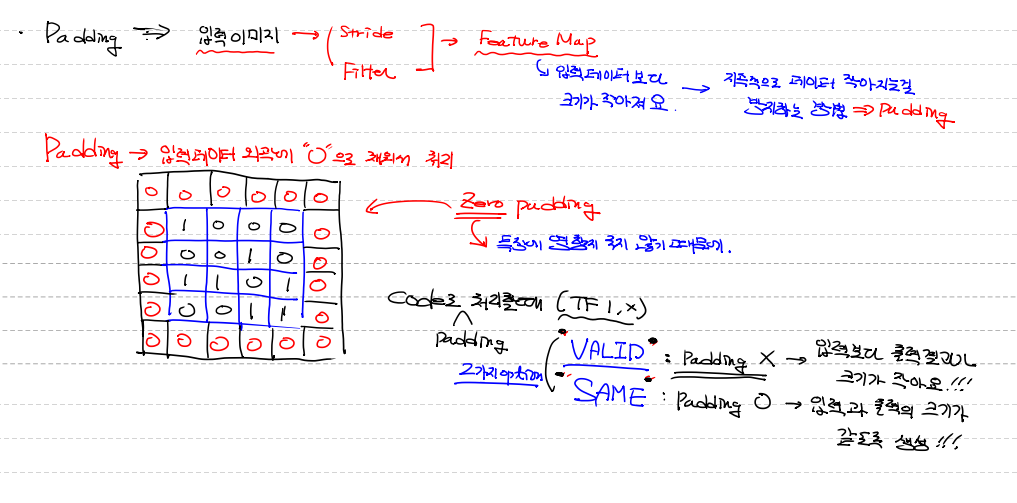 · Padding ⇒ 입력이미지 → ( Stride Filter ] → Feature Map
↳ 입력데이터보다 크기가 작아져요. → 지속적으로 데이터 작아지는걸 방지하는 방법 ⇒ Padding
Padding → 입력데이터 외곽에 "0"으로 채워서 처리
0 0 0 0 0 0
0 1 0 0 0 0
0 0 0 1 0 0
0 1 1 0 1 0
0 0 0 1 1 0
0 0 0 0 0 0
Zero padding
↳ 특징에 영향을 주지 않기 때문에.
code로 처리할때 (TF 1.x)
padding
2가지 option
"VALID" : Padding X → 입력보다 출력결과가
크기가 작아요!!!
"SAME" : Padding O → 입력과 출력의 크기가
같도록 생성!!!